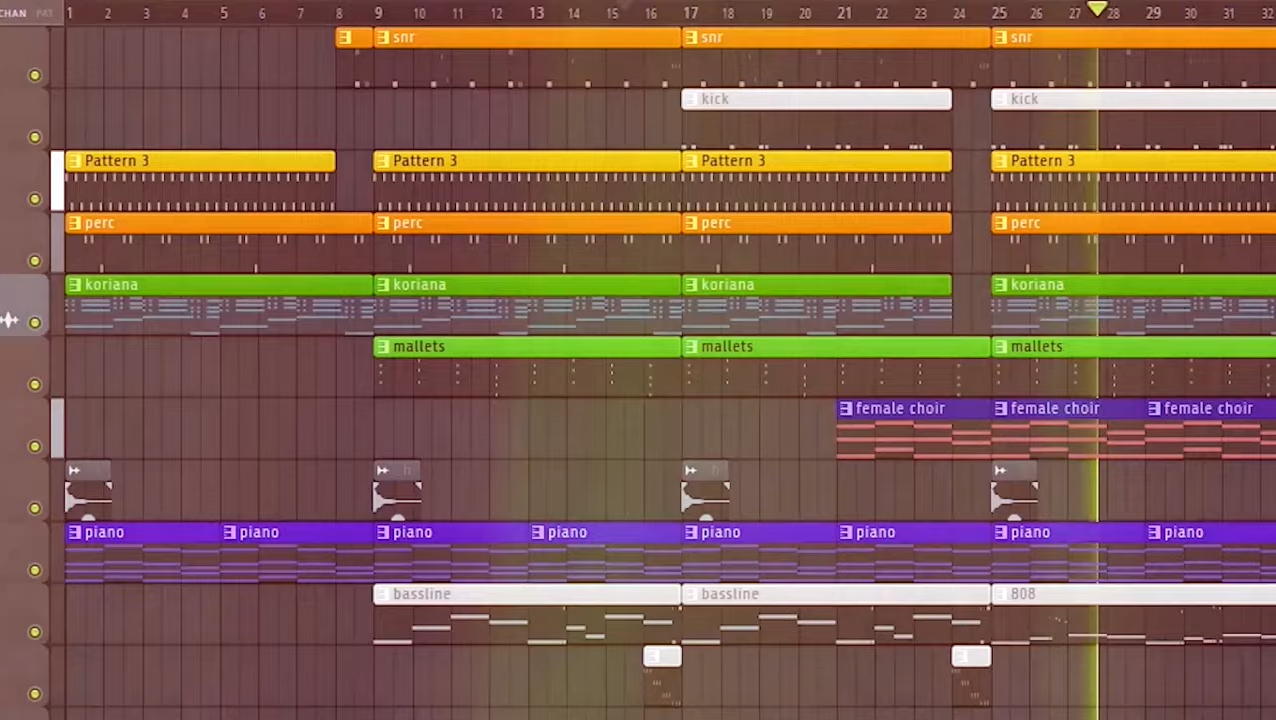 CHAN PAT 1 2 3 4 5 6 7 8 9 10 11 12 13 14 15 16 17 18 19 20 21 22 23 24 25 26 27 28 29 30 31 32
snr snr snr
kick kick
Pattern 3 Pattern 3 Pattern 3 Pattern 3
perc perc perc perc
koriana koriana koriana koriana
mallets mallets mallets
female choir female choir female choir
h h
piano piano piano piano piano piano piano piano
bassline bassline 808